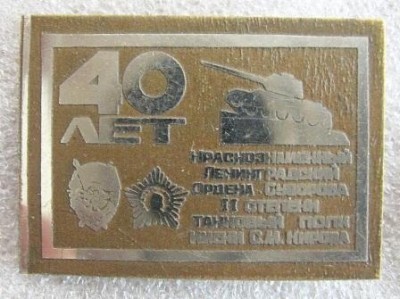 40
ЛЕТ
Краснознаменный
Ленинградский
Ордена Суворова
II степени
танковый полк
имени С.М. Кирова